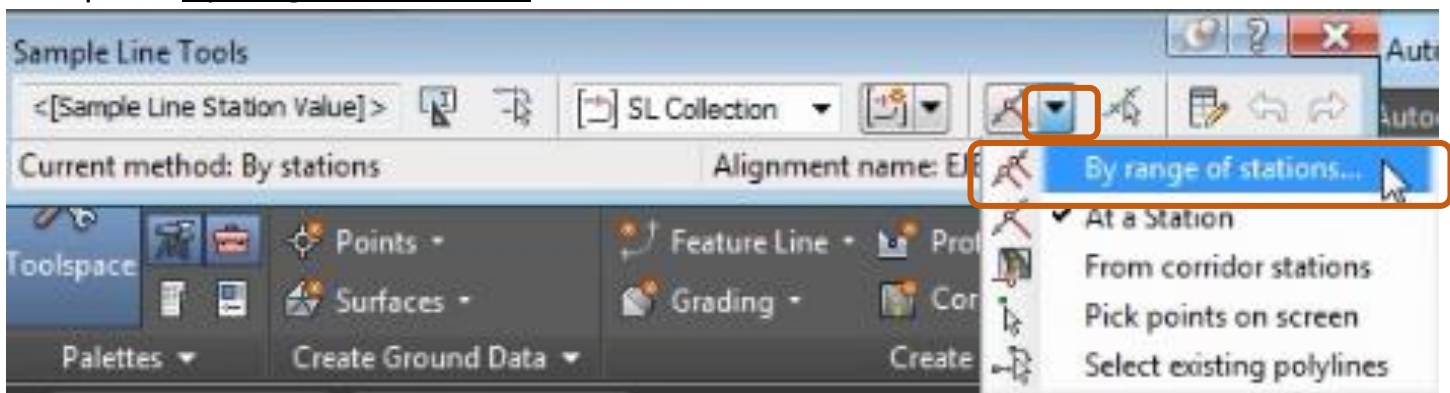 Sample Line Tools
<[Sample Line Station Value]> SL Collection
Current method: By stations Alignment name:
By range of stations...
At a Station
From corridor stations
Pick points on screen
Select existing polylines
Toolspace
Points
Surfaces
Feature Line
Grading
Palettes
Create Ground Data
Create